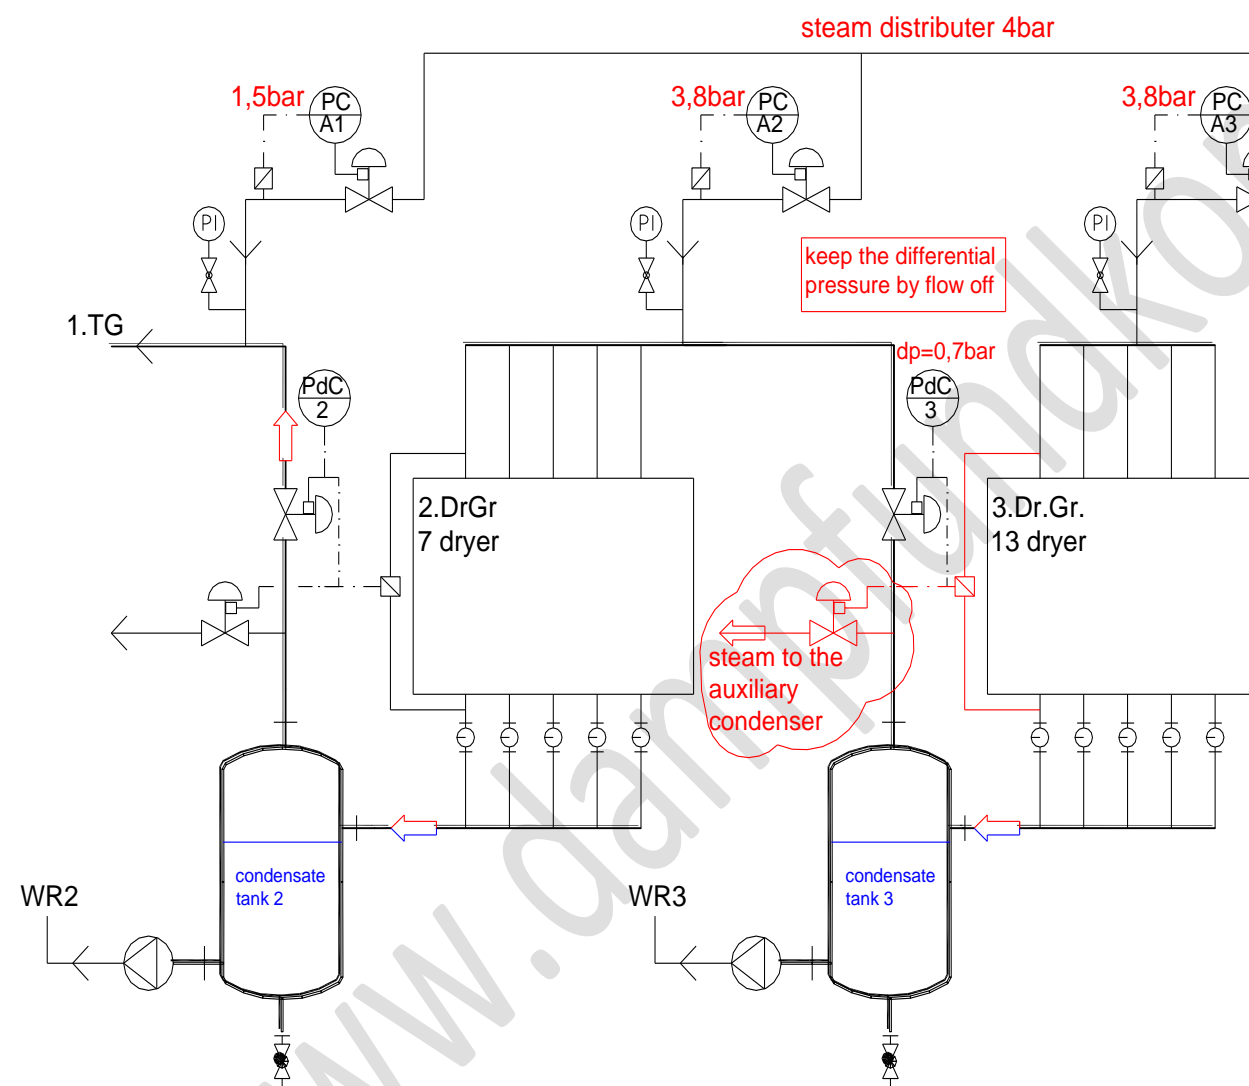 steam distributer 4bar
1,5bar
PC
A1
3,8bar
PC
A2
3,8bar
PC
A3
PI
PI
PI
keep the differential
pressure by flow off
1.TG
dp=0,7bar
PdC
2
PdC
3
2.DrGr
7 dryer
3.Dr.Gr.
13 dryer
steam to the
auxiliary
condenser
condensate
tank 2
condensate
tank 3
WR2
WR3
www.dampfundkon